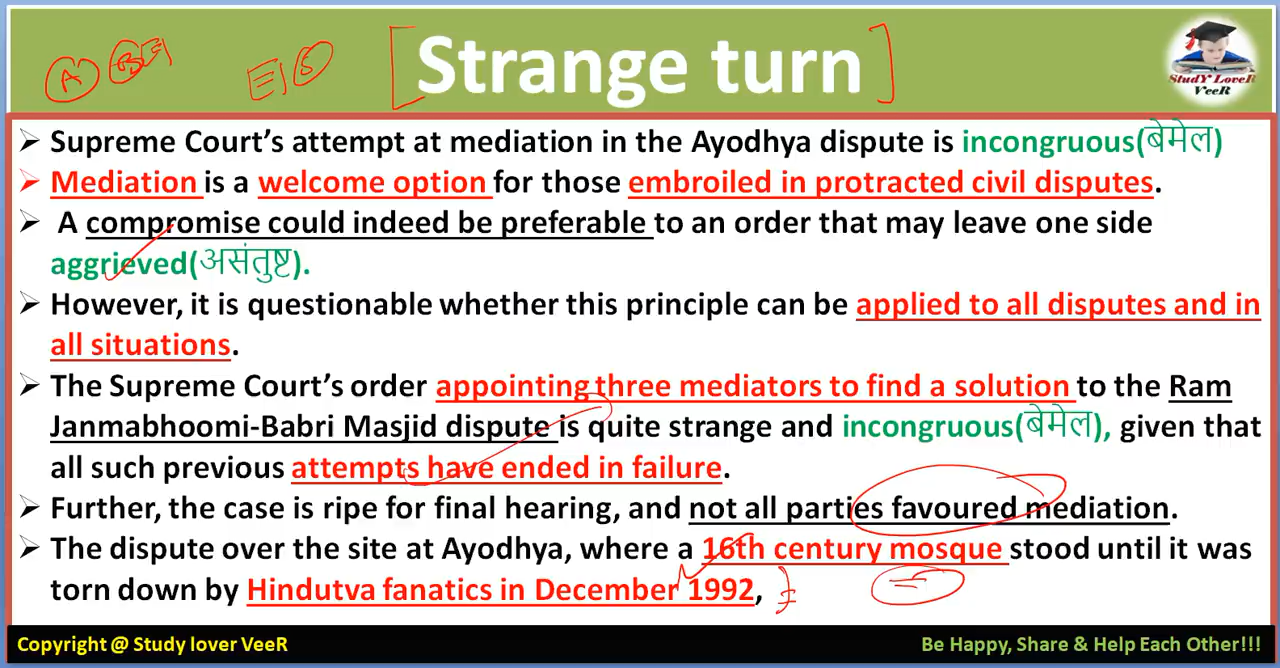 A B
E S [Strange turn]
StudY LoveR
VeeR
➢ Supreme Court's attempt at mediation in the Ayodhya dispute is incongruous(बेमेल)
➢ Mediation is a welcome option for those embroiled in protracted civil disputes.
➢ A compromise could indeed be preferable to an order that may leave one side
aggrieved(असंतुष्ट).
➢ However, it is questionable whether this principle can be applied to all disputes and in
all situations.
➢ The Supreme Court's order appointing three mediators to find a solution to the Ram
Janmabhoomi-Babri Masjid dispute is quite strange and incongruous(बेमेल), given that
all such previous attempts have ended in failure.
➢ Further, the case is ripe for final hearing, and not all parties favoured mediation.
➢ The dispute over the site at Ayodhya, where a 16th century mosque stood until it was
torn down by Hindutva fanatics in December 1992,
Copyright @ Study lover VeeR
Be Happy, Share & Help Each Other!!!